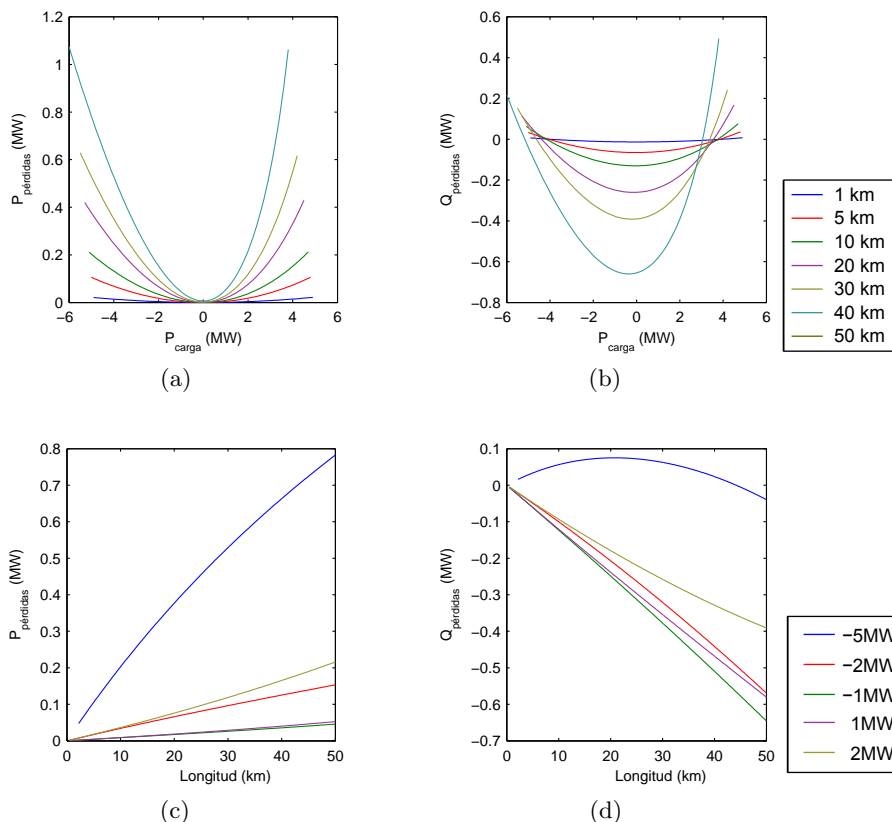 1.2
1
0.8
0.6
0.4
0.2
0
−6 −4 −2 0 2 4 6
P pérdidas (MW)
P carga (MW)
(a)
0.6
0.4
0.2
0
−0.2
−0.4
−0.6
−0.8
−6 −4 −2 0 2 4 6
Q pérdidas (MW)
P carga (MW)
(b)
1 km
5 km
10 km
20 km
30 km
40 km
50 km
0.8
0.7
0.6
0.5
0.4
0.3
0.2
0.1
0
0 10 20 30 40 50
P pérdidas (MW)
Longitud (km)
(c)
0.1
0
−0.1
−0.2
−0.3
−0.4
−0.5
−0.6
−0.7
0 10 20 30 40 50
Q pérdidas (MW)
Longitud (km)
(d)
−5MW
−2MW
−1MW
1MW
2MW